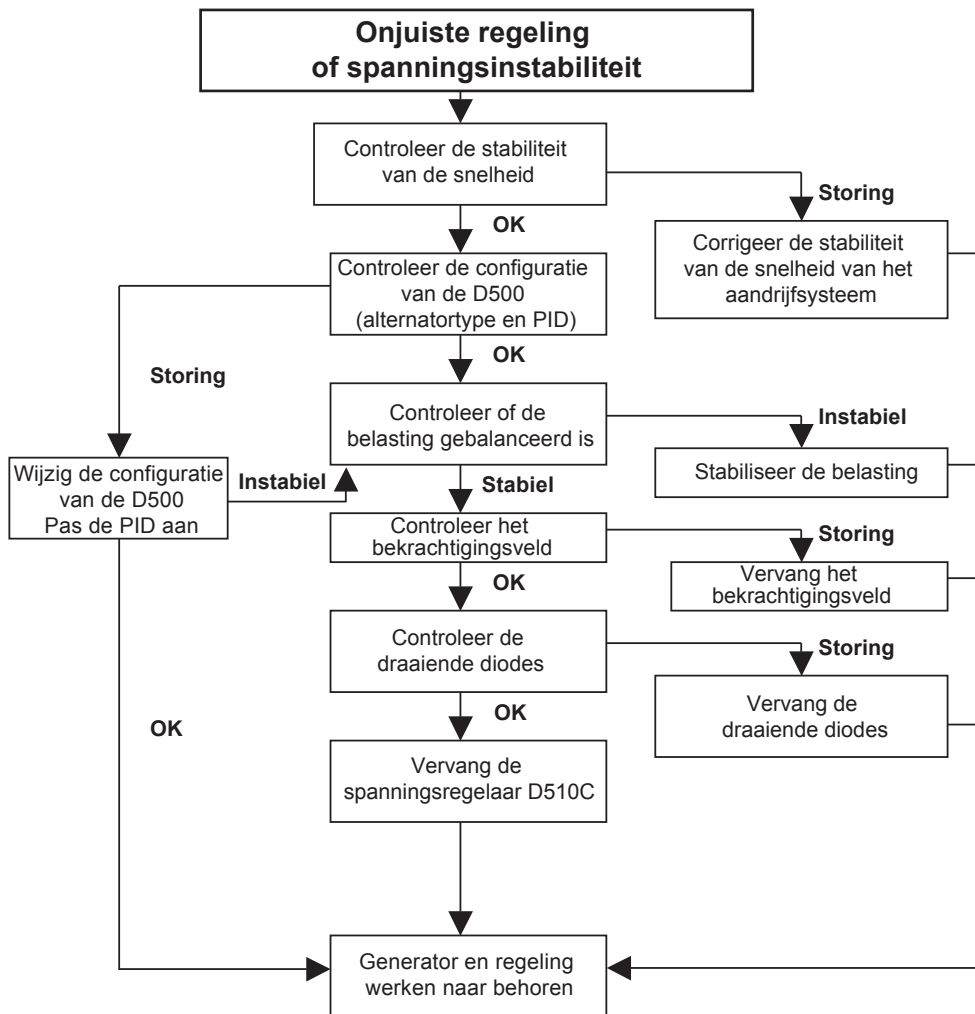 Onjuiste regeling
of spanningsinstabiliteit
Controleer de stabiliteit
van de snelheid
Storing
OK
Corrigeer de stabiliteit
van de snelheid van het
aandrijfsysteem
Controleer de configuratie
van de D500
(alternatortype en PID)
OK
Storing
Controleer of de
belasting gebalanceerd is
Instabiel
Stabiliseer de belasting
Wijzig de configuratie
van de D500
Pas de PID aan
Instabiel
Stabiel
Controleer het
bekrachtigingsveld
Storing
Vervang het
bekrachtigingsveld
OK
Controleer de
draaiende diodes
Storing
Vervang de
draaiende diodes
OK
OK
Vervang de
spanningsregelaar D510C
Generator en regeling
werken naar behoren